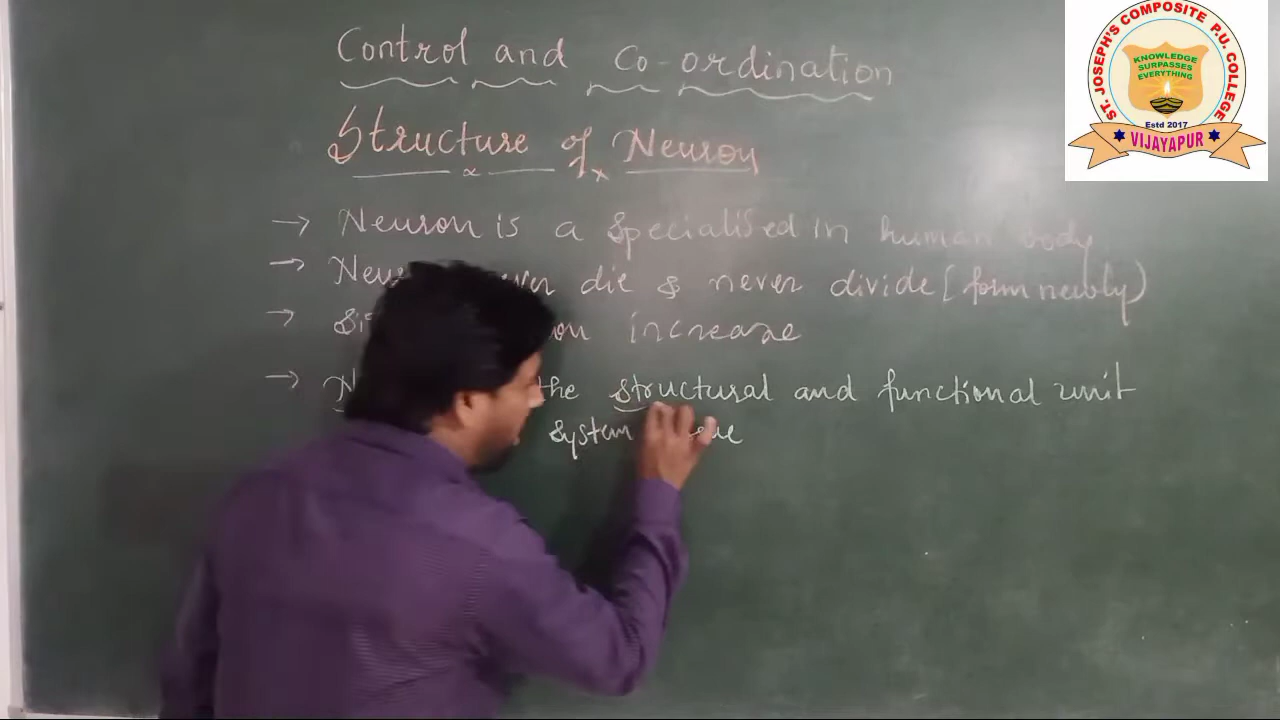 Control and Co-ordination
Structure of Neuron
→ Neuron is a specialised in human body
→ die & never divide (form newly)
→ increase
→ the structural and functional unit
system
ST. JOSEPH'S COMPOSITE P.U. COLLEGE
KNOWLEDGE
SURPASSES
EVERYTHING
Estd 2017
VIJAYAPUR